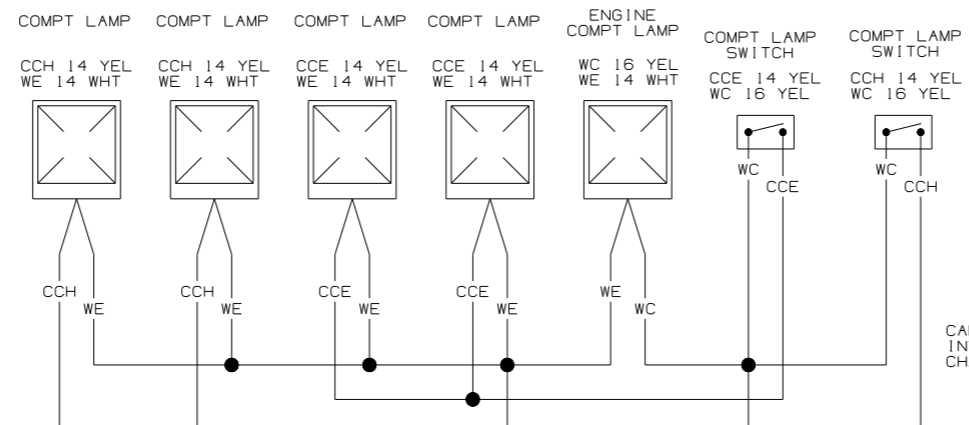 COMPT LAMP
CCH 14 YEL
WE 14 WHT
COMPT LAMP
CCH 14 YEL
WE 14 WHT
COMPT LAMP
CCE 14 YEL
WE 14 WHT
COMPT LAMP
CCE 14 YEL
WE 14 WHT
ENGINE
COMPT LAMP
WC 16 YEL
WE 14 WHT
COMPT LAMP
SWITCH
CCE 14 YEL
WC 16 YEL
COMPT LAMP
SWITCH
CCH 14 YEL
WC 16 YEL
WC
CCE
WC
CCH
CCH
WE
CCH
WE
CCE
WE
CCE
WE
WE
WC